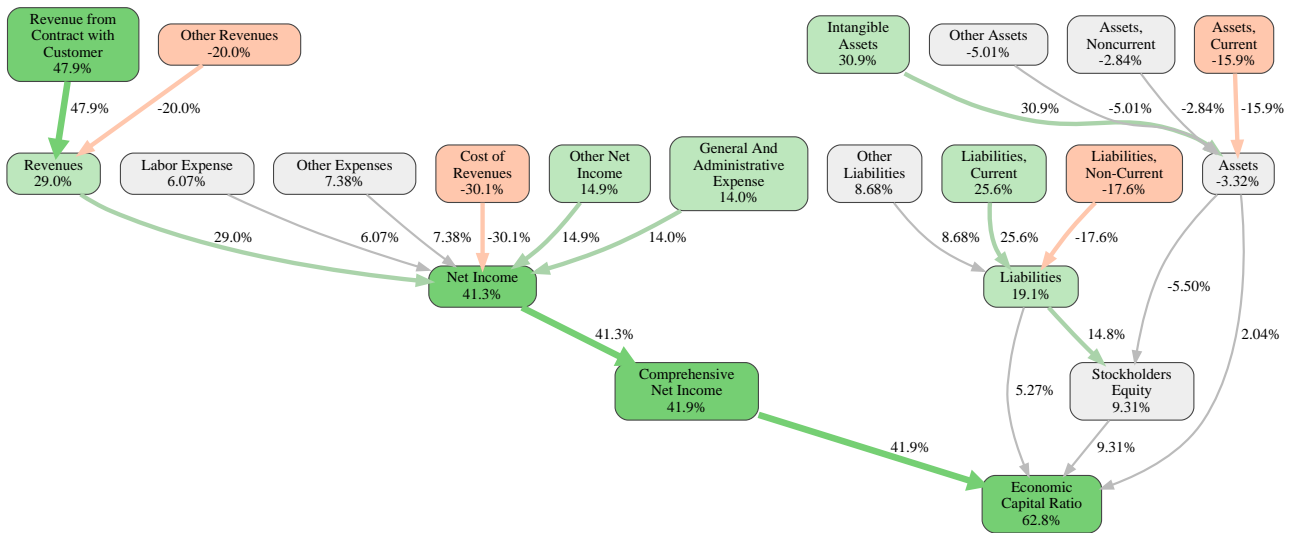 Revenue from
Contract with
Customer
47.9%
Other Revenues
-20.0%
Intangible
Assets
30.9%
Other Assets
-5.01%
Assets,
Noncurrent
-2.84%
Assets,
Current
-15.9%
47.9%
-20.0%
30.9%
-5.01%
-2.84%
-15.9%
Revenues
29.0%
Labor Expense
6.07%
Other Expenses
7.38%
Cost of
Revenues
-30.1%
Other Net
Income
14.9%
General And
Administrative
Expense
14.0%
Other
Liabilities
8.68%
Liabilities,
Current
25.6%
Liabilities,
Non-Current
-17.6%
Assets
-3.32%
29.0%
6.07%
7.38%
-30.1%
14.9%
14.0%
8.68%
25.6%
-17.6%
Net Income
41.3%
Liabilities
19.1%
-5.50%
41.3%
14.8%
2.04%
Comprehensive
Net Income
41.9%
5.27%
Stockholders
Equity
9.31%
41.9%
9.31%
Economic
Capital Ratio
62.8%